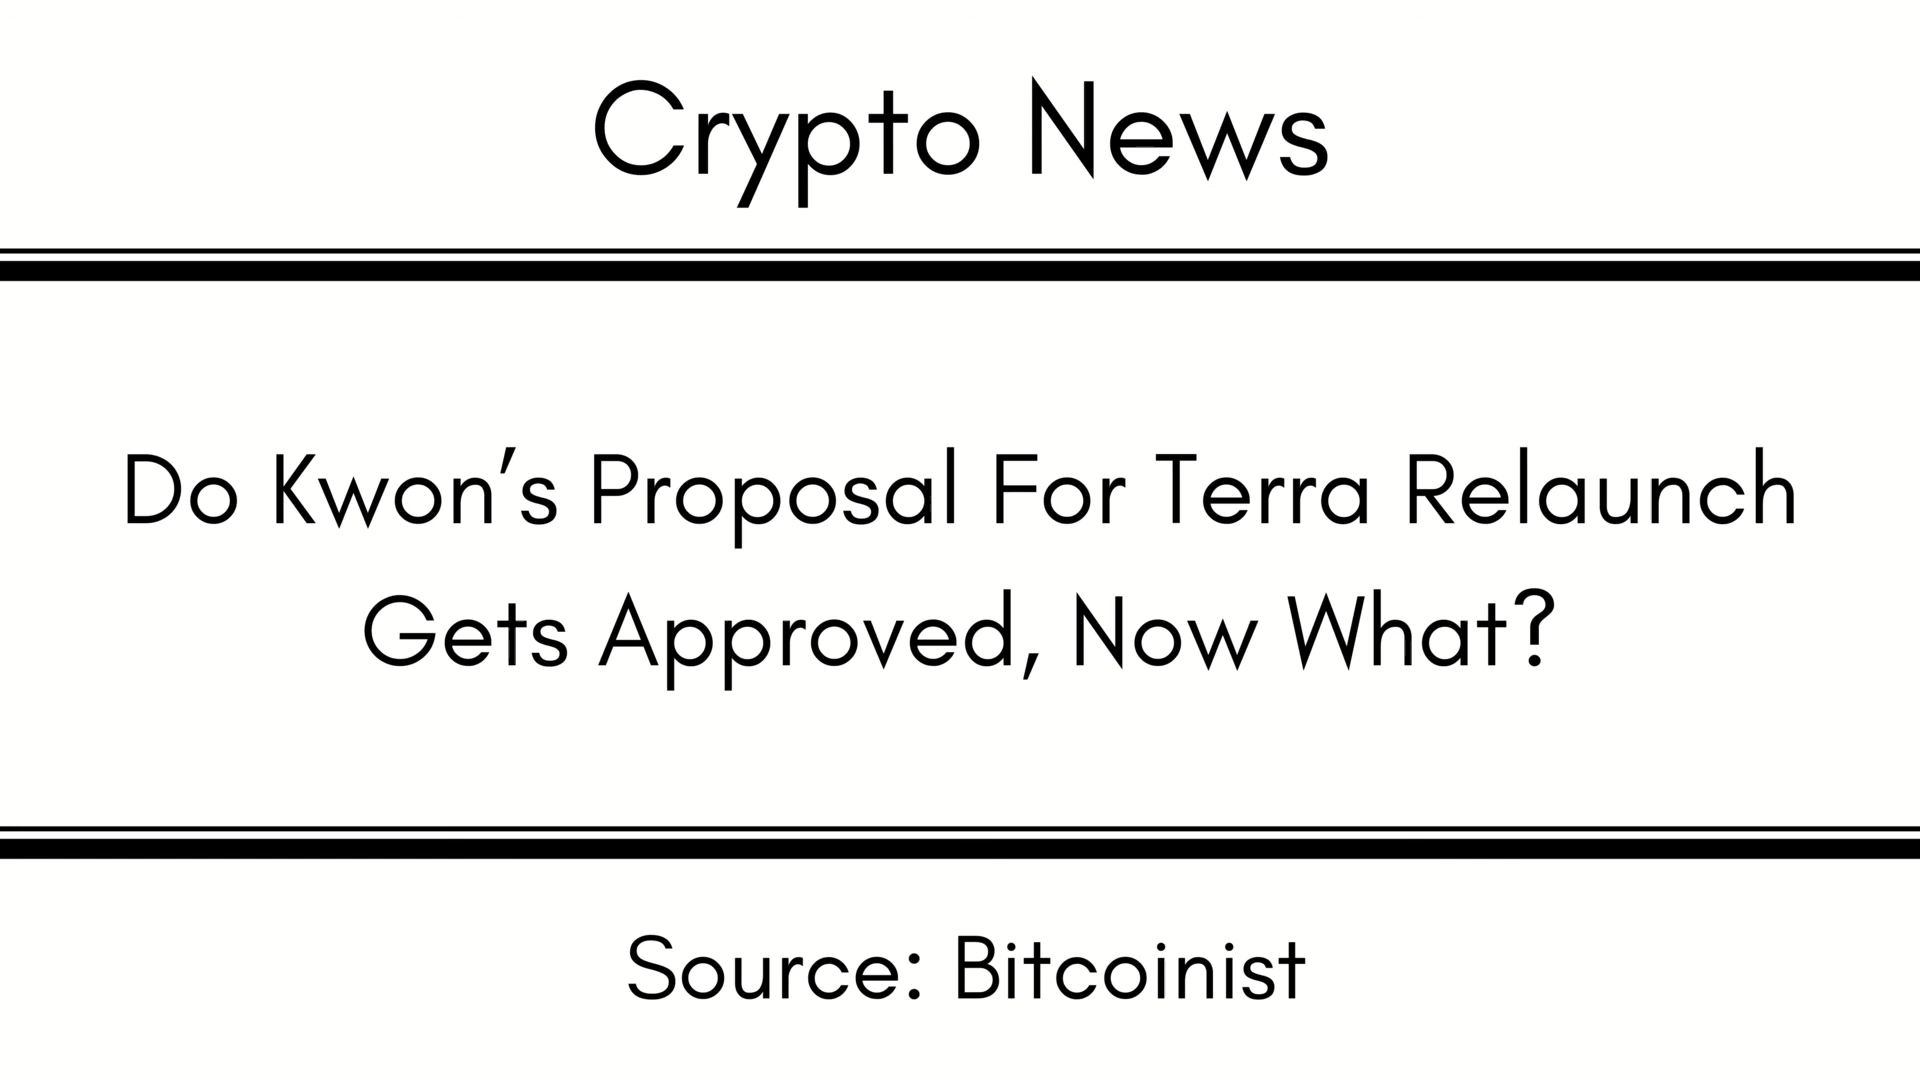 Crypto News
Do Kwon’s Proposal For Terra Relaunch
Gets Approved, Now What?
Source: Bitcoinist